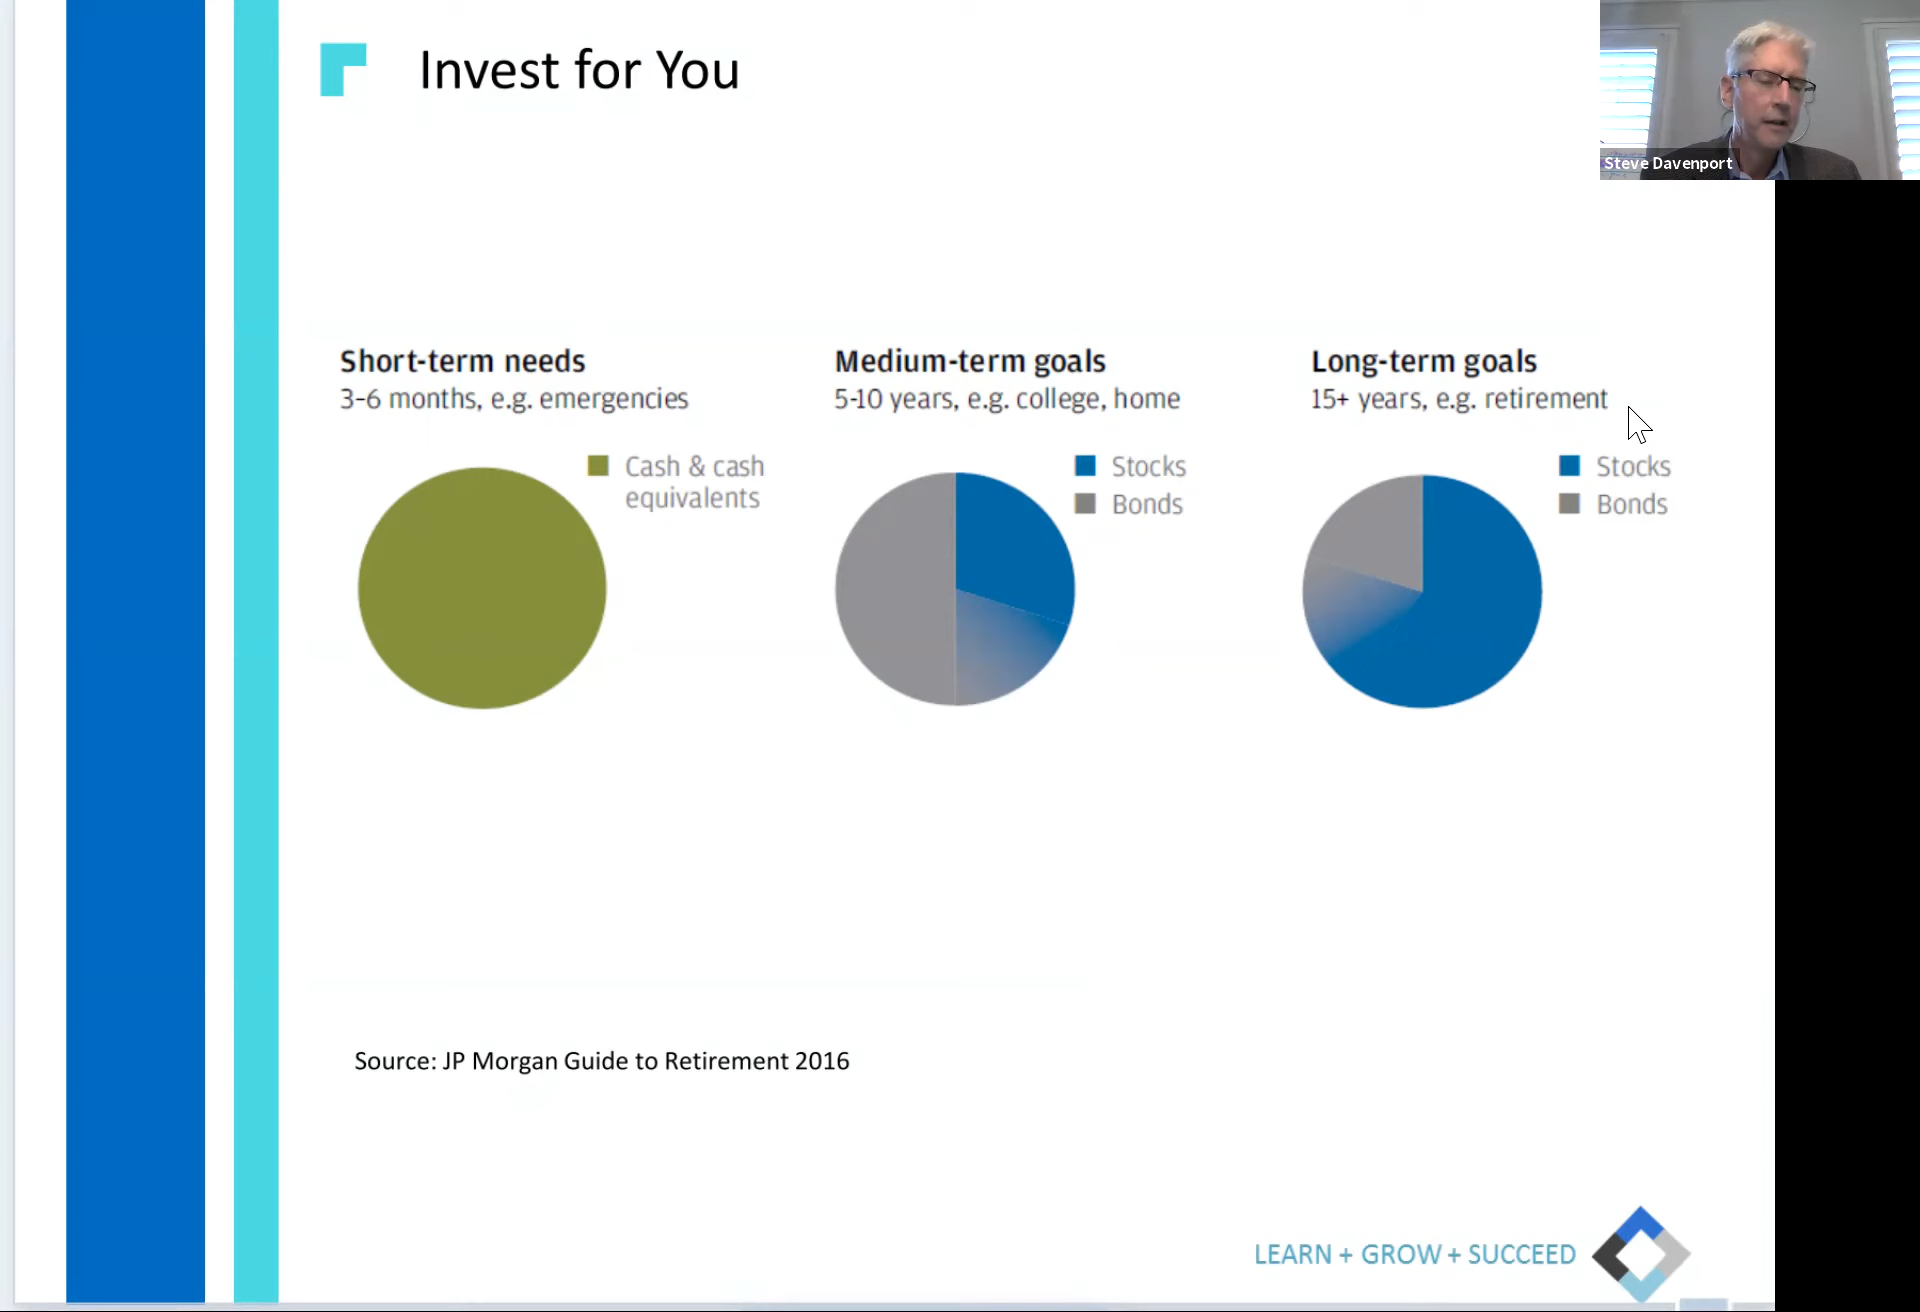 Invest for You
Steve Davenport
Short-term needs
3-6 months, e.g. emergencies
Cash & cash
equivalents
Medium-term goals
5-10 years, e.g. college, home
Stocks
Bonds
Long-term goals
15+ years, e.g. retirement
Stocks
Bonds
Source: JP Morgan Guide to Retirement 2016
LEARN + GROW + SUCCEED